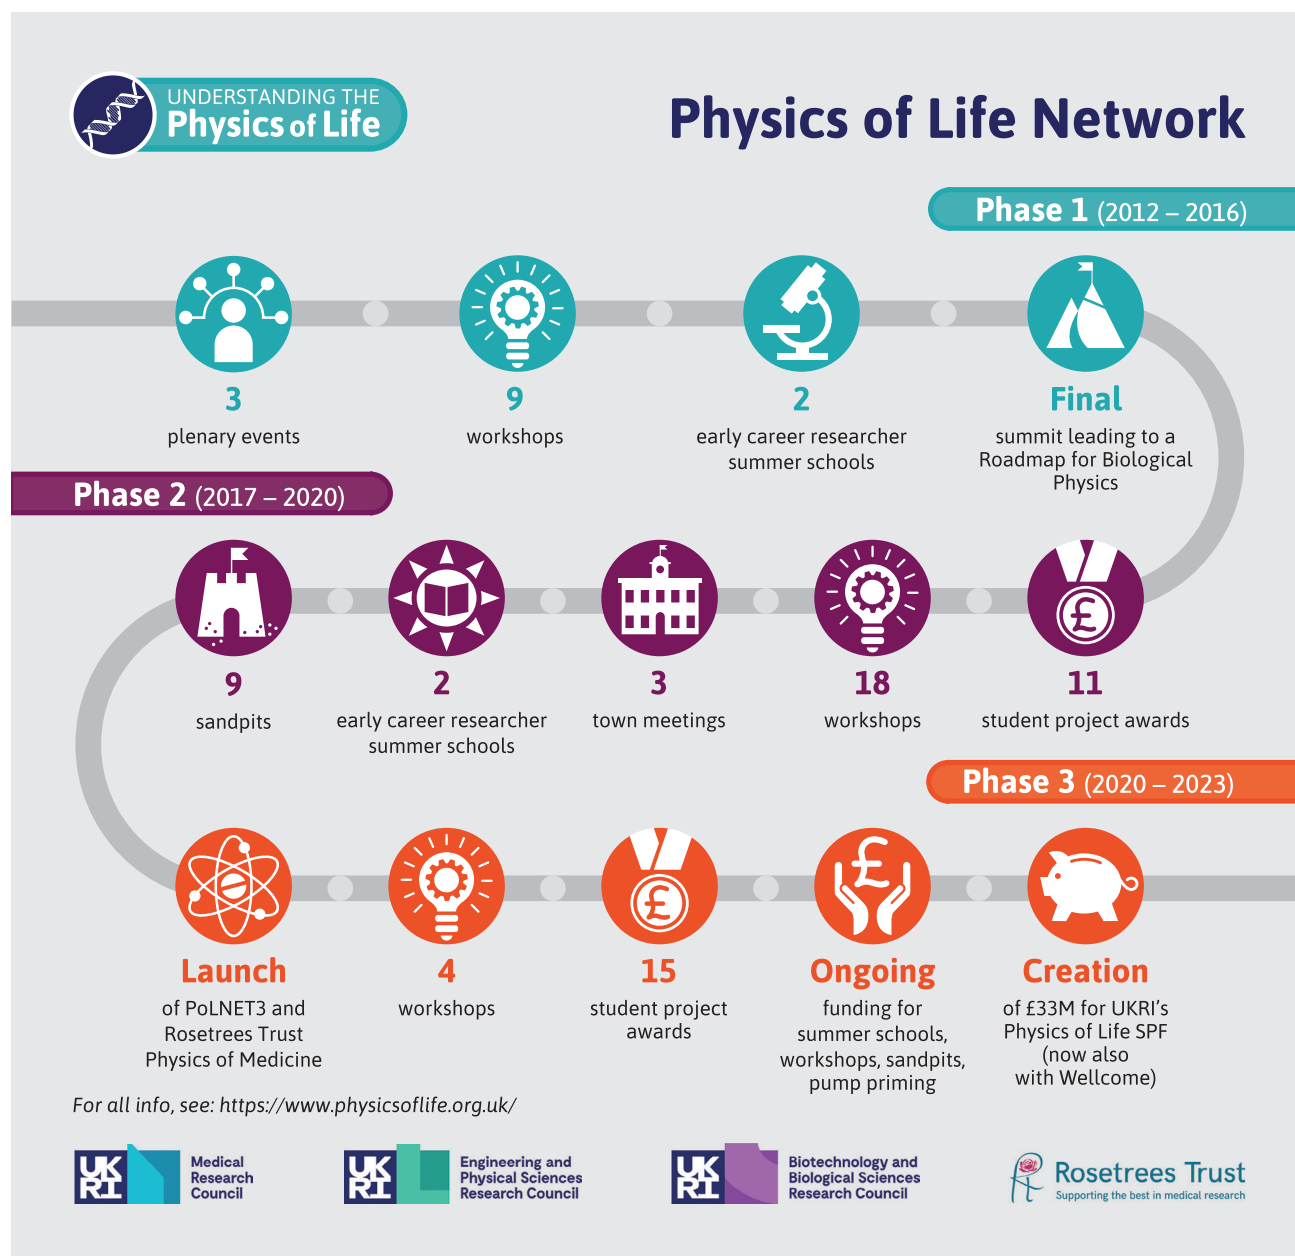 UNDERSTANDING THE
Physics of Life
Physics of Life Network
Phase 1 (2012 – 2016)
3
plenary events
9
workshops
2
early career researcher
summer schools
Final
summit leading to a
Roadmap for Biological
Physics
Phase 2 (2017 – 2020)
9
sandpits
2
early career researcher
summer schools
3
town meetings
18
workshops
£
11
student project awards
Phase 3 (2020 – 2023)
Launch
of PoLNET3 and
Rosetrees Trust
Physics of Medicine
4
workshops
£
15
student project
awards
£
Ongoing
funding for
summer schools,
workshops, sandpits,
pump priming
Creation
of £33M for UKRI's
Physics of Life SPF
(now also
with Wellcome)
For all info, see: https://www.physicsoflife.org.uk/
UK
RI
Medical
Research
Council
UK
RI
Engineering and
Physical Sciences
Research Council
UK
RI
Biotechnology and
Biological Sciences
Research Council
Rosetrees Trust
Supporting the best in medical research